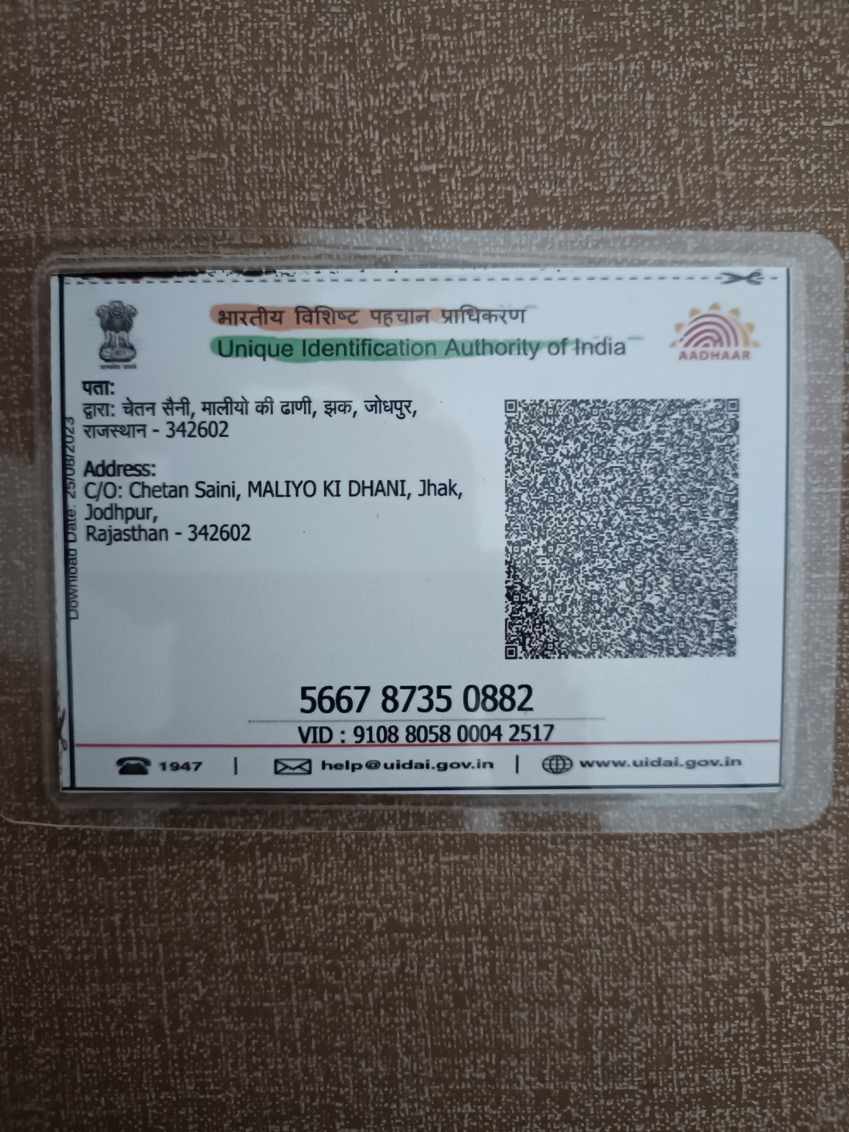 भारतीय विशिष्ट पहचान प्राधिकरण
Unique Identification Authority of India
AADHAAR
पता:
द्वारा: चेतन सैनी, मालीयो की ढाणी, झक, जोधपुर,
राजस्थान - 342602
Address:
C/O: Chetan Saini, MALIYO KI DHANI, Jhak,
Jodhpur,
Rajasthan - 342602
Download Date: 25/08/2023
5667 8735 0882
VID : 9108 8058 0004 2517
1947 | help@uidai.gov.in | www.uidai.gov.in